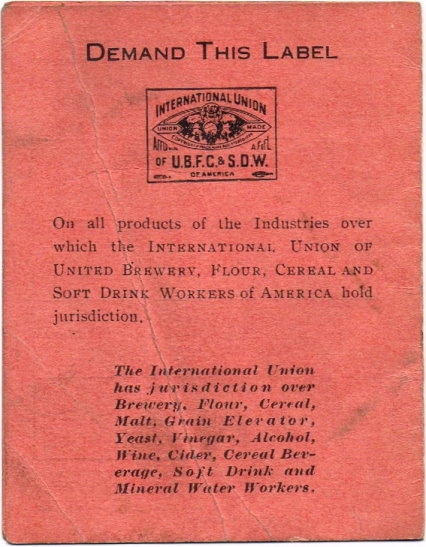 DEMAND THIS LABEL
INTERNATIONAL UNION
UNION MADE
A.F. of L.
OF U.B.F.C. & S.D.W.
OF AMERICA
On all products of the Industries over
which the INTERNATIONAL UNION OF
UNITED BREWERY, FLOUR, CEREAL AND
SOFT DRINK WORKERS of AMERICA hold
jurisdiction.
The International Union
has jurisdiction over
Brewery, Flour, Cereal,
Malt, Grain Elevator,
Yeast, Vinegar, Alcohol,
Wine, Cider, Cereal Bev-
erage, Soft Drink and
Mineral Water Workers.